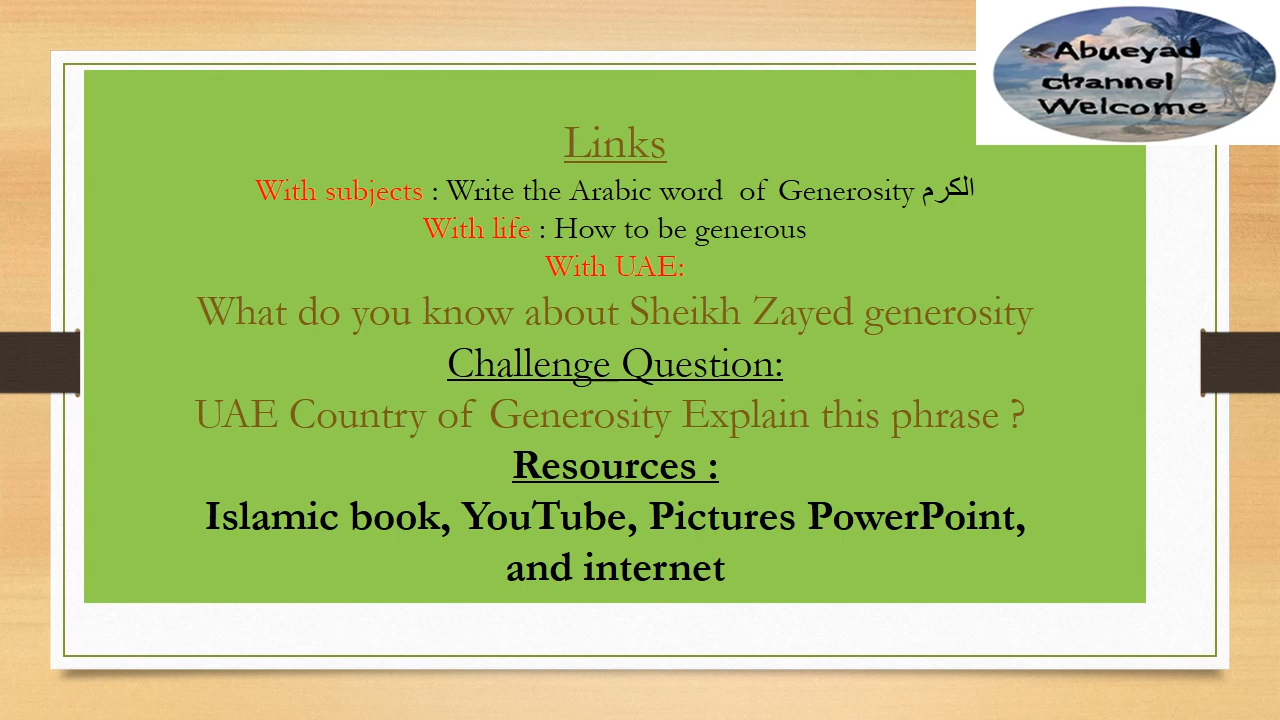 Abueyad
channel
Welcome
Links
With subjects : Write the Arabic word of Generosity الكرم
With life : How to be generous
With UAE:
What do you know about Sheikh Zayed generosity
Challenge Question:
UAE Country of Generosity Explain this phrase ?
Resources :
Islamic book, YouTube, Pictures PowerPoint,
and internet